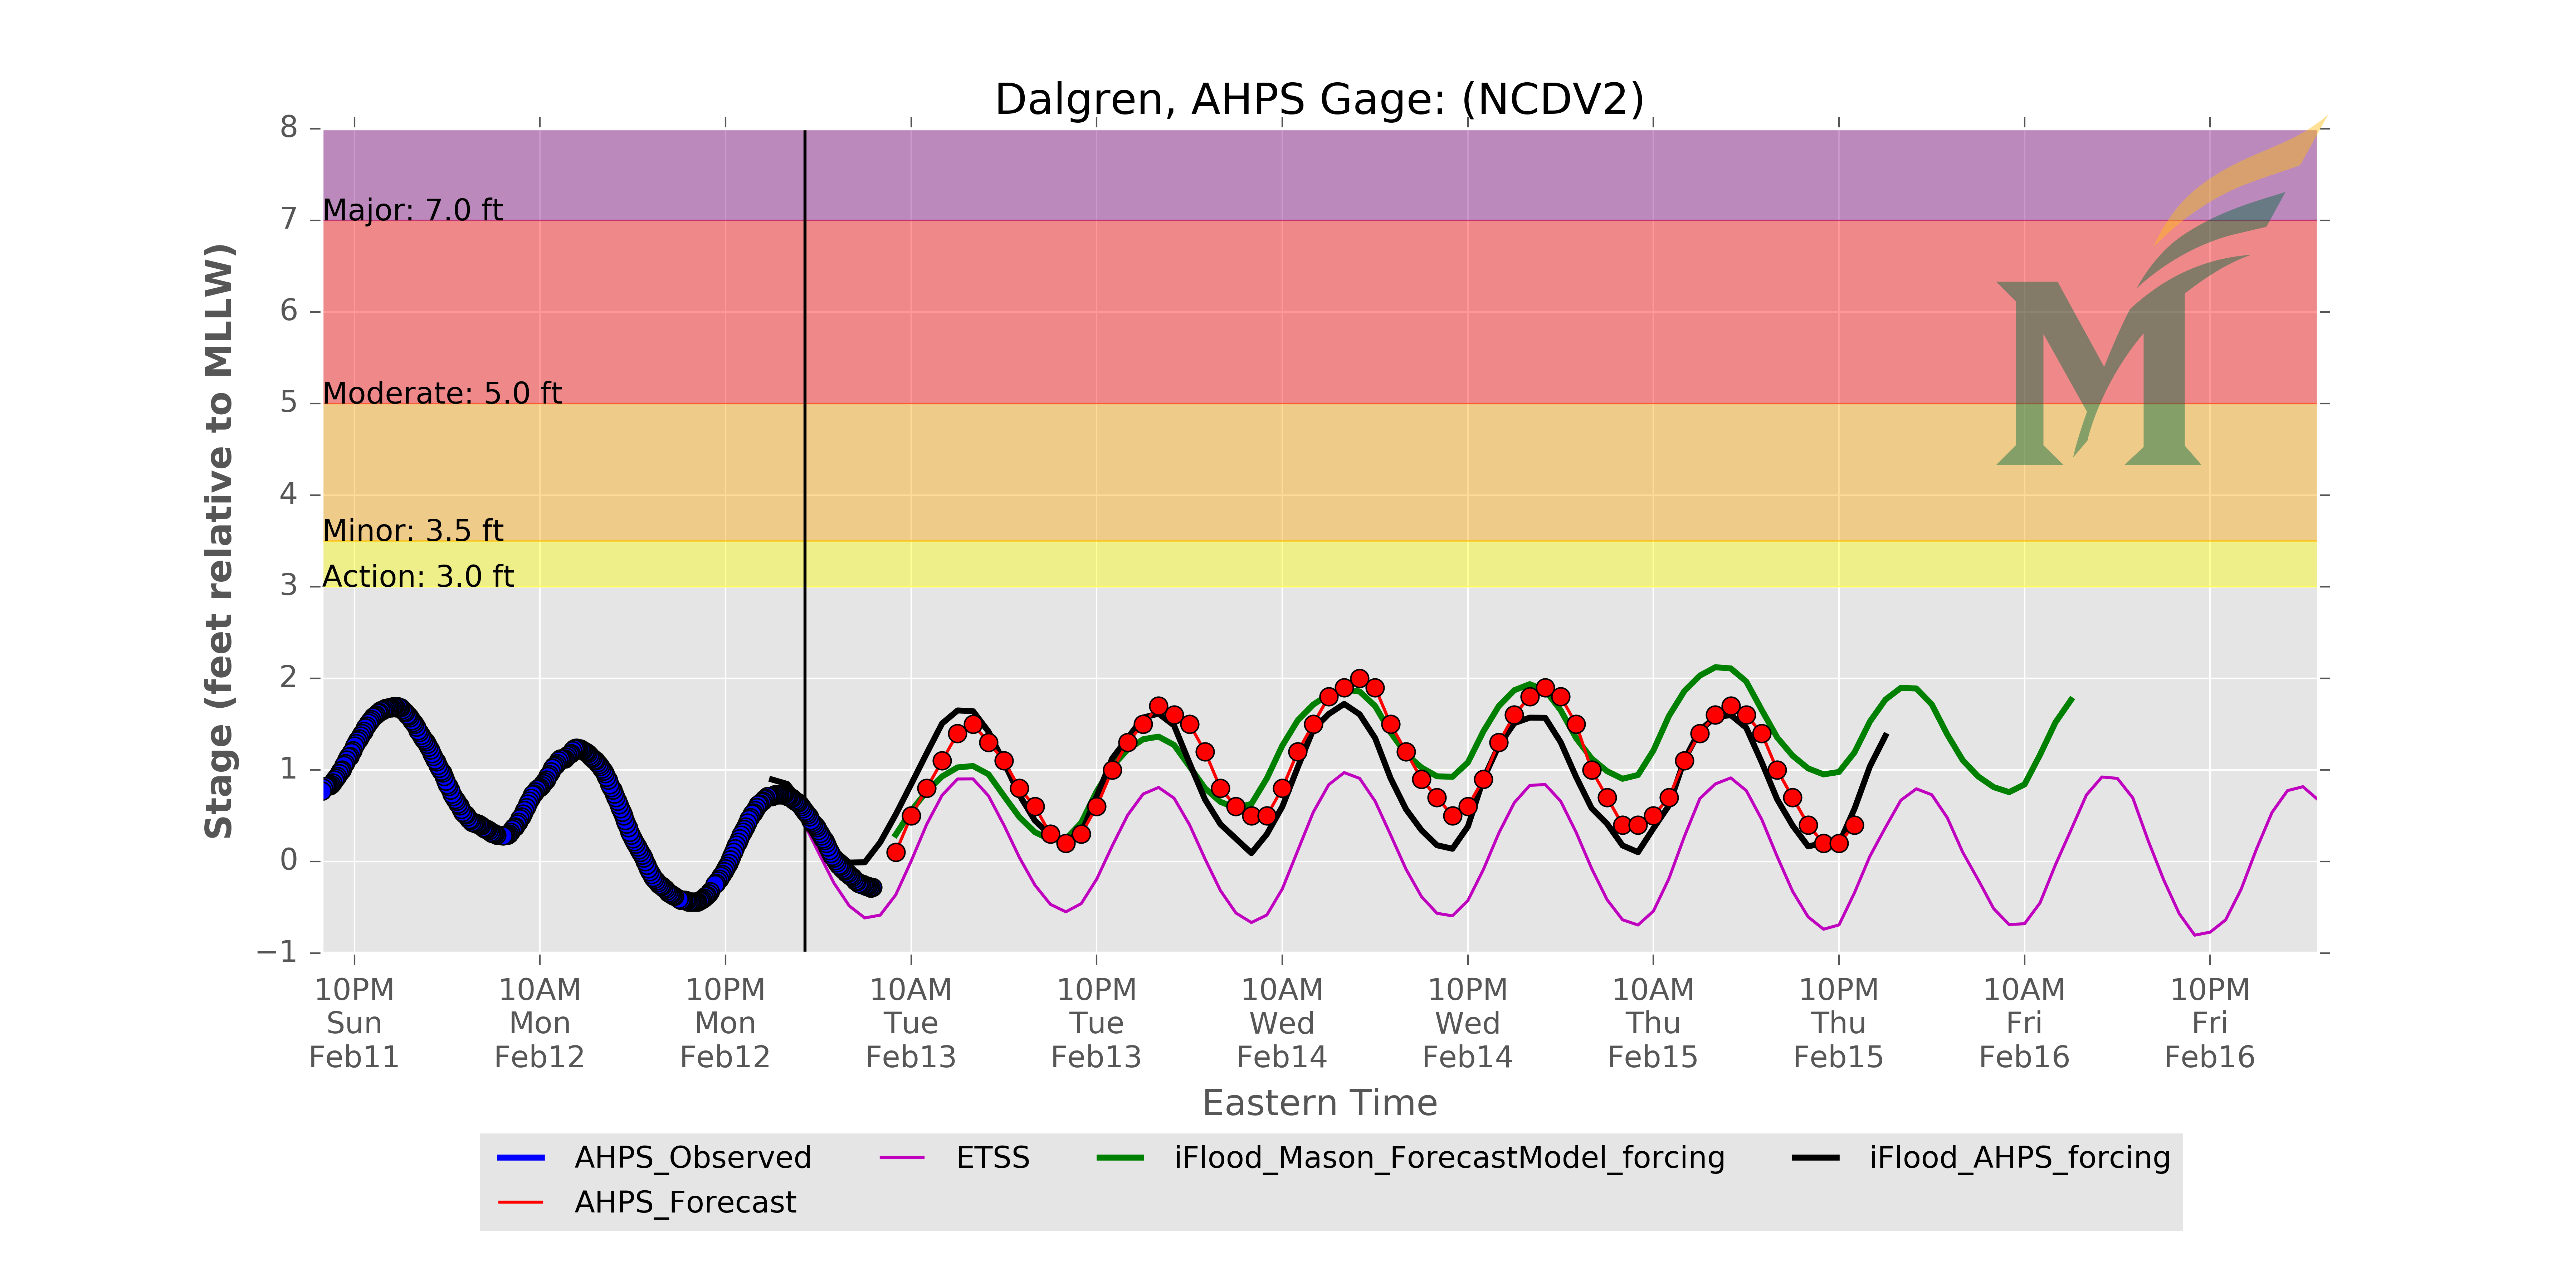 Dalgren, AHPS Gage: (NCDV2)
8
7
6
5
4
3
2
1
0
−1
Stage (feet relative to MLLW)
Major: 7.0 ft
Moderate: 5.0 ft
Minor: 3.5 ft
Action: 3.0 ft
M
10PM 10AM 10PM 10AM 10PM 10AM 10PM 10AM 10PM 10AM 10PM
Sun Mon Mon Tue Tue Wed Wed Thu Thu Fri Fri
Feb11 Feb12 Feb12 Feb13 Feb13 Feb14 Feb14 Feb15 Feb15 Feb16 Feb16
Eastern Time
AHPS_Observed ETSS iFlood_Mason_ForecastModel_forcing iFlood_AHPS_forcing
AHPS_Forecast